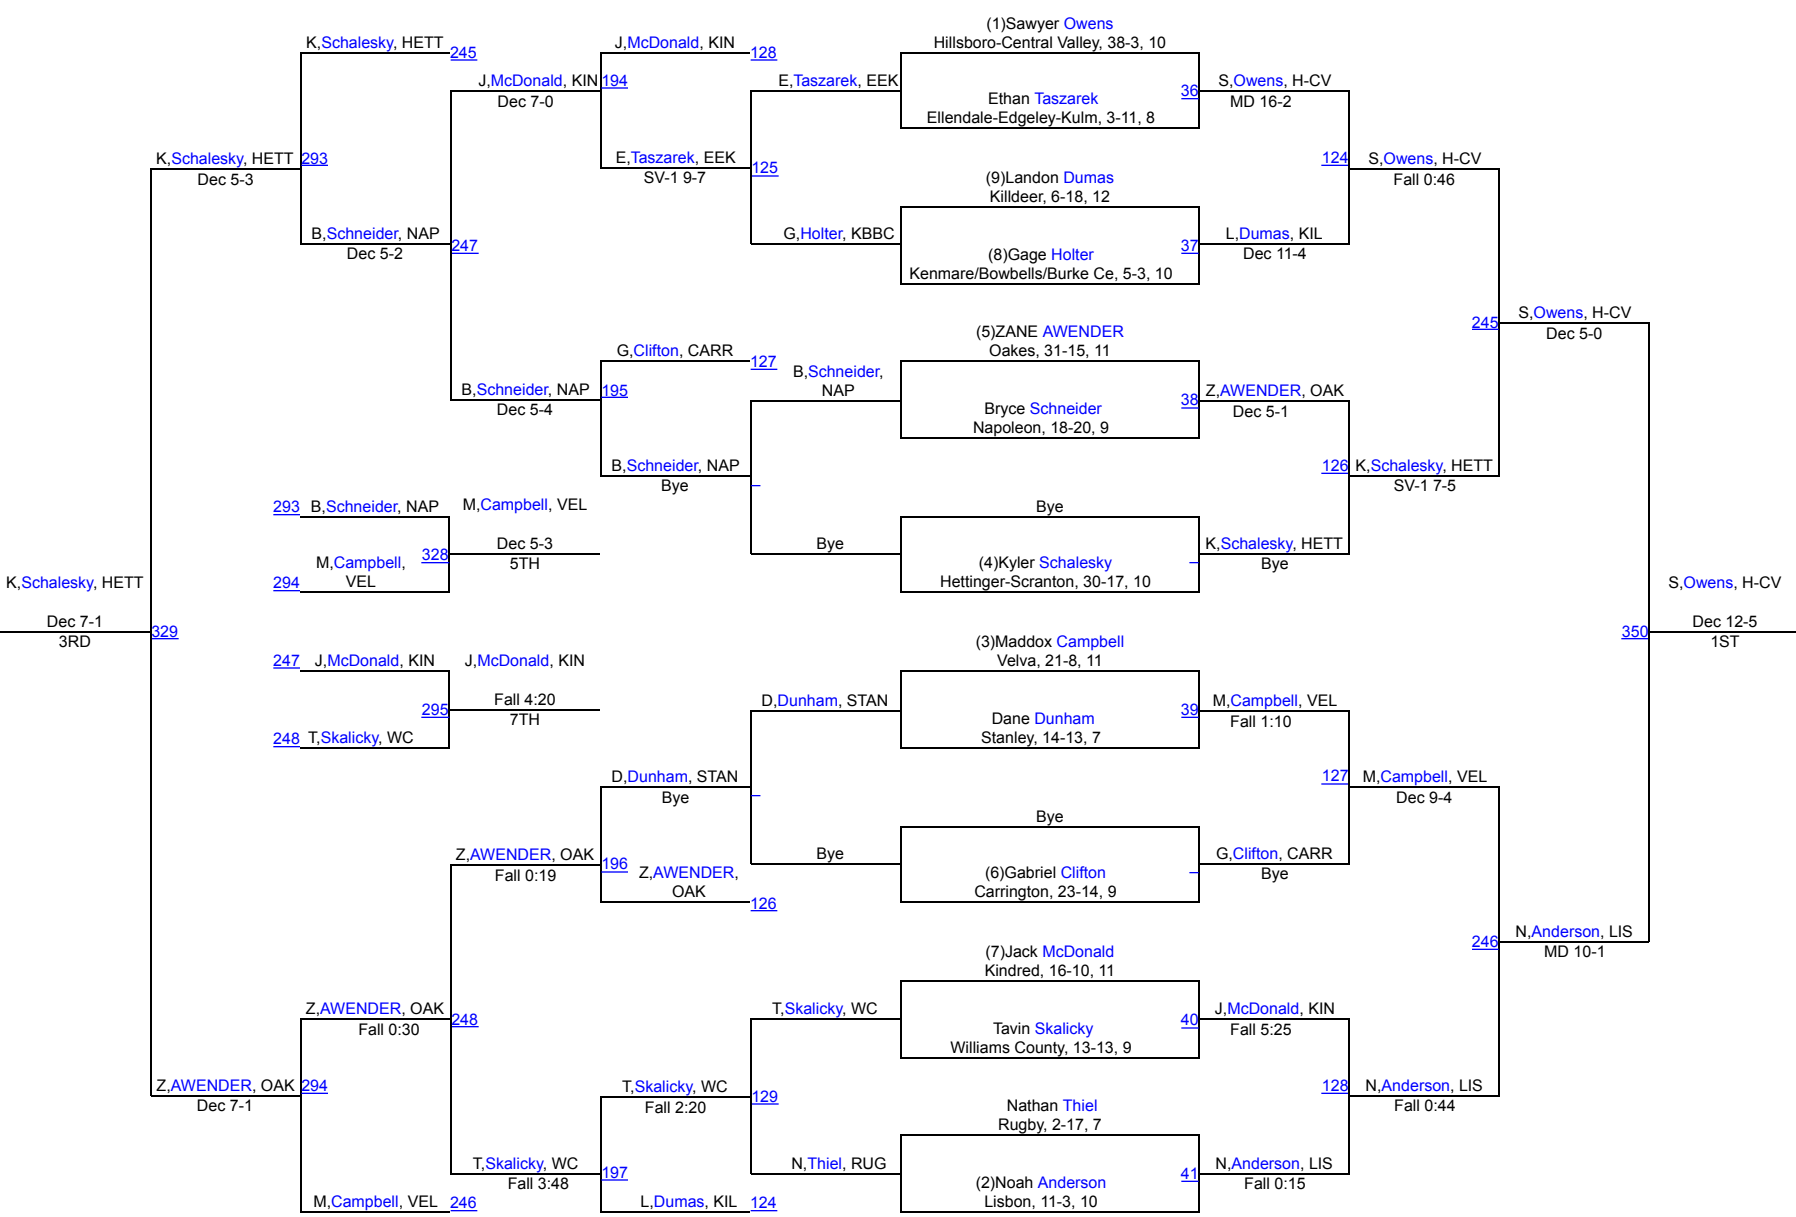 (1)Sawyer Owens
Hillsboro-Central Valley, 38-3, 10
K,Schalesky, HETT
245
J,McDonald, KIN
128
J,McDonald, KIN
194
Dec 7-0
E,Taszarek, EEK
Ethan Taszarek
Ellendale-Edgeley-Kulm, 3-11, 8
36
S,Owens, H-CV
MD 16-2
K,Schalesky, HETT
293
Dec 5-3
E,Taszarek, EEK
125
SV-1 9-7
124
S,Owens, H-CV
Fall 0:46
(9)Landon Dumas
Killdeer, 6-18, 12
B,Schneider, NAP
247
Dec 5-2
G,Holter, KBBC
(8)Gage Holter
Kenmare/Bowbells/Burke Ce, 5-3, 10
37
L,Dumas, KIL
Dec 11-4
245
S,Owens, H-CV
Dec 5-0
(5)ZANE AWENDER
Oakes, 31-15, 11
G,Clifton, CARR
127
B,Schneider, NAP
195
Dec 5-4
B,Schneider,
NAP
Bryce Schneider
Napoleon, 18-20, 9
38
Z,AWENDER, OAK
Dec 5-1
B,Schneider, NAP
Bye
126
K,Schalesky, HETT
SV-1 7-5
293
B,Schneider, NAP
M,Campbell, VEL
Bye
M,Campbell,
VEL
294
328
Dec 5-3
5TH
Bye
(4)Kyler Schalesky
Hettinger-Scranton, 30-17, 10
K,Schalesky, HETT
Bye
K,Schalesky, HETT
Dec 7-1
3RD
329
S,Owens, H-CV
350
Dec 12-5
1ST
(3)Maddox Campbell
Velva, 21-8, 11
247
J,McDonald, KIN
J,McDonald, KIN
295
Fall 4:20
7TH
248
T,Skalicky, WC
D,Dunham, STAN
Dane Dunham
Stanley, 14-13, 7
39
M,Campbell, VEL
Fall 1:10
D,Dunham, STAN
Bye
127
M,Campbell, VEL
Dec 9-4
Bye
Z,AWENDER, OAK
196
Fall 0:19
Z,AWENDER,
OAK
126
Bye
(6)Gabriel Clifton
Carrington, 23-14, 9
G,Clifton, CARR
Bye
246
N,Anderson, LIS
MD 10-1
(7)Jack McDonald
Kindred, 16-10, 11
Z,AWENDER, OAK
248
Fall 0:30
T,Skalicky, WC
Tavin Skalicky
Williams County, 13-13, 9
40
J,McDonald, KIN
Fall 5:25
Z,AWENDER, OAK
294
Dec 7-1
T,Skalicky, WC
129
Fall 2:20
128
N,Anderson, LIS
Fall 0:44
Nathan Thiel
Rugby, 2-17, 7
T,Skalicky, WC
197
Fall 3:48
N,Thiel, RUG
(2)Noah Anderson
Lisbon, 11-3, 10
41
N,Anderson, LIS
Fall 0:15
M,Campbell, VEL
246
L,Dumas, KIL
124